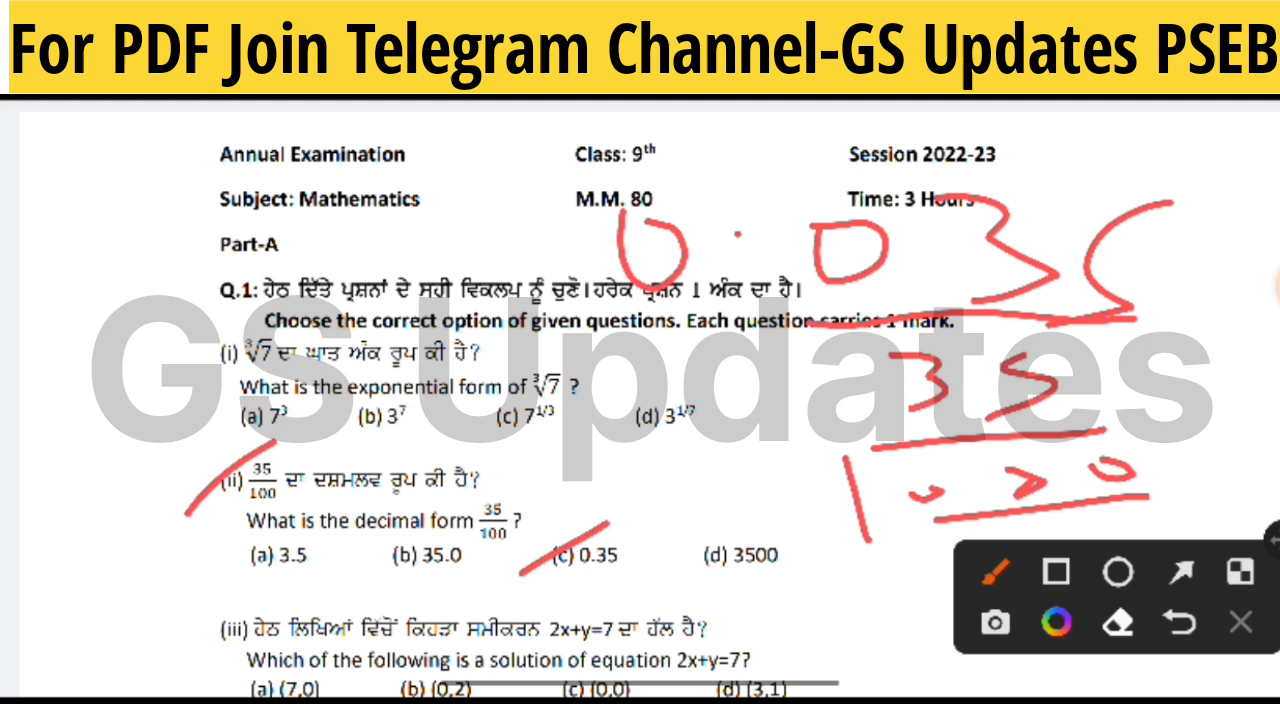 For PDF Join Telegram Channel-GS Updates PSEB
Annual Examination Class: 9th Session 2022-23
Subject: Mathematics M.M. 80 Time: 3 Hours
0.035
Part-A
Q.1: ਹੇਠ ਦਿੱਤੇ ਪ੍ਰਸ਼ਨਾਂ ਦੇ ਸਹੀ ਵਿਕਲਪ ਨੂੰ ਚੁਣੋ। ਹਰੇਕ ਪ੍ਰਸ਼ਨ 1 ਅੰਕ ਦਾ ਹੈ।
Choose the correct option of given questions. Each question carries 1 mark.
(i) ∛7 ਦਾ ਘਾਤ ਅੰਕ ਰੂਪ ਕੀ ਹੈ?
What is the exponential form of ∛7 ?
35
(a) 7^3 (b) 3^7 (c) 7^1/3 (d) 3^1/7
GS Updates
(ii) 35/100 ਦਾ ਦਸ਼ਮਲਵ ਰੂਪ ਕੀ ਹੈ?
What is the decimal form 35/100 ?
(a) 3.5 (b) 35.0 (c) 0.35 (d) 3500
(iii) ਹੇਠ ਲਿਖਿਆਂ ਵਿੱਚੋਂ ਕਿਹੜਾ ਸਮੀਕਰਨ 2x+y=7 ਦਾ ਹੱਲ ਹੈ?
Which of the following is a solution of equation 2x+y=7?
(a) (7,0) (b) (0,2) (c) (0,0) (d) (3,1)